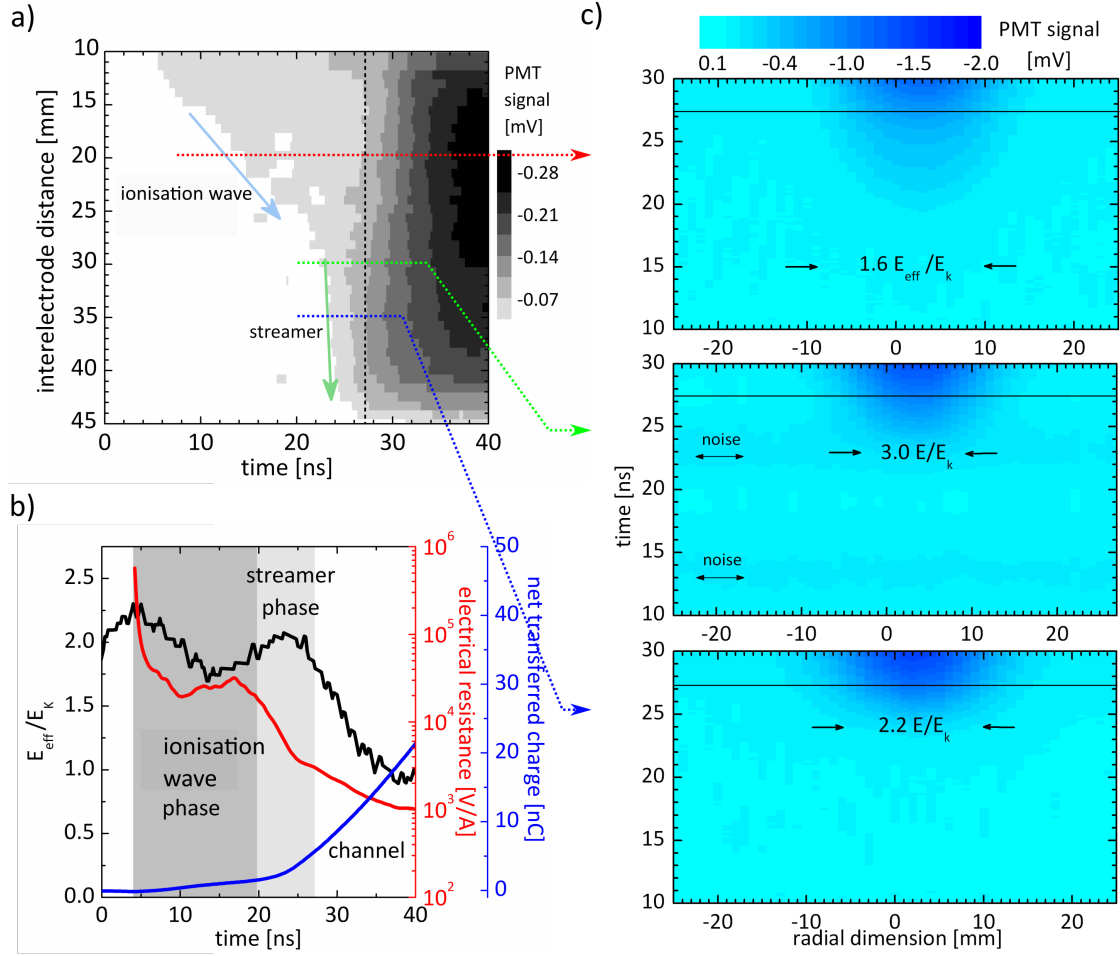 a)
10
15
20
25
30
35
40
45
interelectrode distance [mm]
0
10
20
30
40
time [ns]
ionisation wave
streamer
PMT
signal
[mV]
-0.28
-0.21
-0.14
-0.07
b)
2.5
2.0
1.5
1.0
0.5
0.0
E_eff/E_K
0
10
20
30
40
time [ns]
streamer
phase
ionisation
wave
phase
channel
10^6
10^5
10^4
10^3
10^2
electrical resistance [V/A]
50
40
30
20
10
0
net transferred charge [nC]
c)
PMT signal
[mV]
0.1
-0.4
-1.0
-1.5
-2.0
30
25
20
15
10
1.6 E_eff/E_k
-20
-10
0
10
20
30
25
20
15
10
noise
3.0 E/E_k
noise
-20
-10
0
10
20
time [ns]
30
25
20
15
10
2.2 E/E_k
-20
-10
0
10
20
radial dimension [mm]